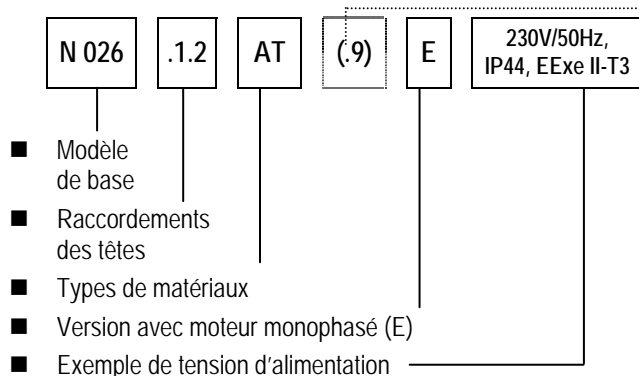 N 026 .1.2 AT (.9) E 230V/50Hz,
IP44, EExe II-T3
■ Modèle
de base
■ Raccordements
des têtes
■ Types de matériaux
■ Version avec moteur monophasé (E)
■ Exemple de tension d'alimentation